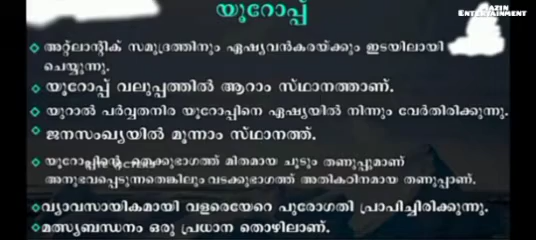 AZIN
ENTERTAINMENT
യൂറോപ്പ്
അറ്റ്‌ലാന്റിക് സമുദ്രത്തിനും ഏഷ്യവൻകരയ്ക്കും ഇടയിലായി
ചെയ്യുന്നു.
യൂറോപ്പ് വലുപ്പത്തിൽ ആറാം സ്ഥാനത്താണ്.
യുറാൽ പർവ്വതനിര യൂറോപ്പിനെ ഏഷ്യയിൽ നിന്നും വേർതിരിക്കുന്നു.
ജനസംഖ്യയിൽ മൂന്നാം സ്ഥാനത്ത്.
യൂറോപ്പിന്റെ തെക്കുഭാഗത്ത് മിതമായ ചൂടും തണുപ്പുമാണ്
അനുഭവപ്പെടുന്നതെങ്കിലും വടക്കുഭാഗത്ത് അതികഠിനമായ തണുപ്പാണ്.
വ്യാവസായികമായി വളരെയേറെ പുരോഗതി പ്രാപിച്ചിരിക്കുന്നു.
മത്സ്യബന്ധനം ഒരു പ്രധാന തൊഴിലാണ്.